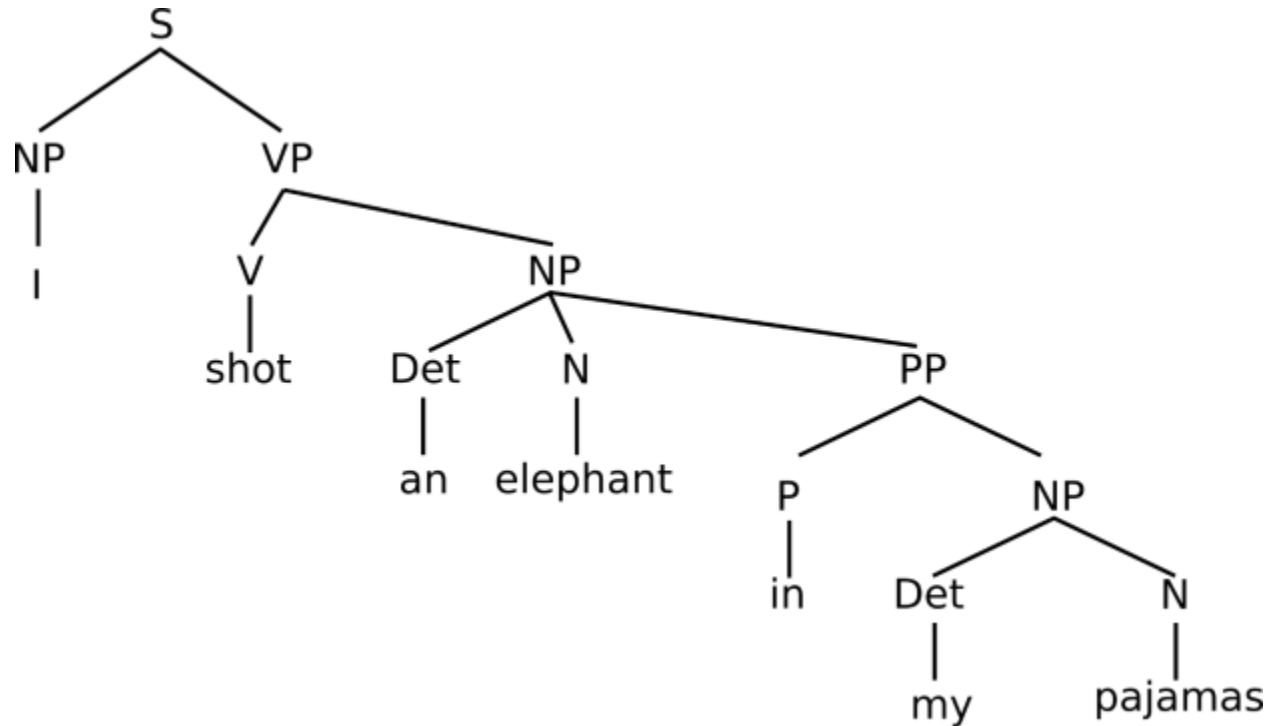 S
NP VP
I
V NP
shot Det N PP
an elephant
P NP
in Det N
my pajamas